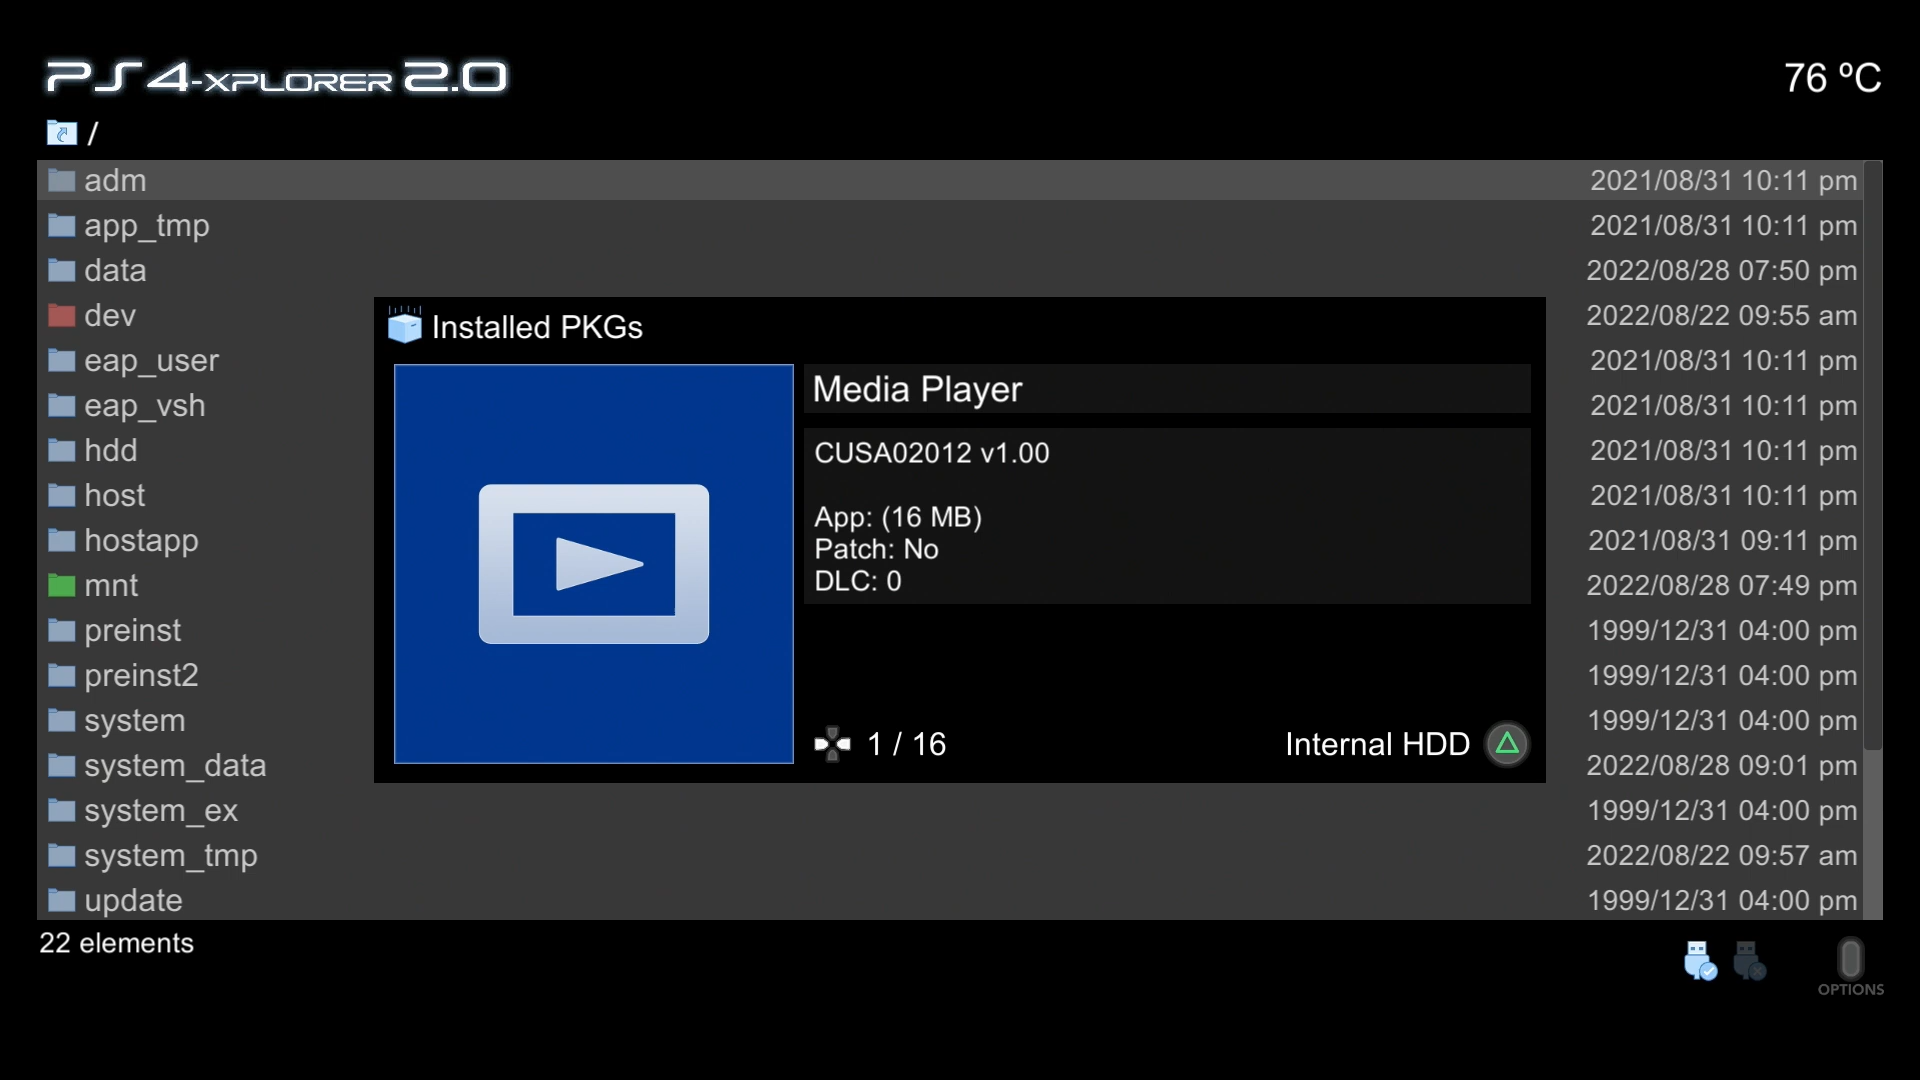 PS4-XPLORER 2.0
76 ºC
/
adm 2021/08/31 10:11 pm
app_tmp 2021/08/31 10:11 pm
data 2022/08/28 07:50 pm
dev 2022/08/22 09:55 am
eap_user 2021/08/31 10:11 pm
eap_vsh 2021/08/31 10:11 pm
hdd 2021/08/31 10:11 pm
host 2021/08/31 10:11 pm
hostapp 2021/08/31 09:11 pm
mnt 2022/08/28 07:49 pm
preinst 1999/12/31 04:00 pm
preinst2 1999/12/31 04:00 pm
system 1999/12/31 04:00 pm
system_data 2022/08/28 09:01 pm
system_ex 1999/12/31 04:00 pm
system_tmp 2022/08/22 09:57 am
update 1999/12/31 04:00 pm
Installed PKGs
Media Player
CUSA02012 v1.00
App: (16 MB)
Patch: No
DLC: 0
1 / 16
Internal HDD
22 elements
OPTIONS